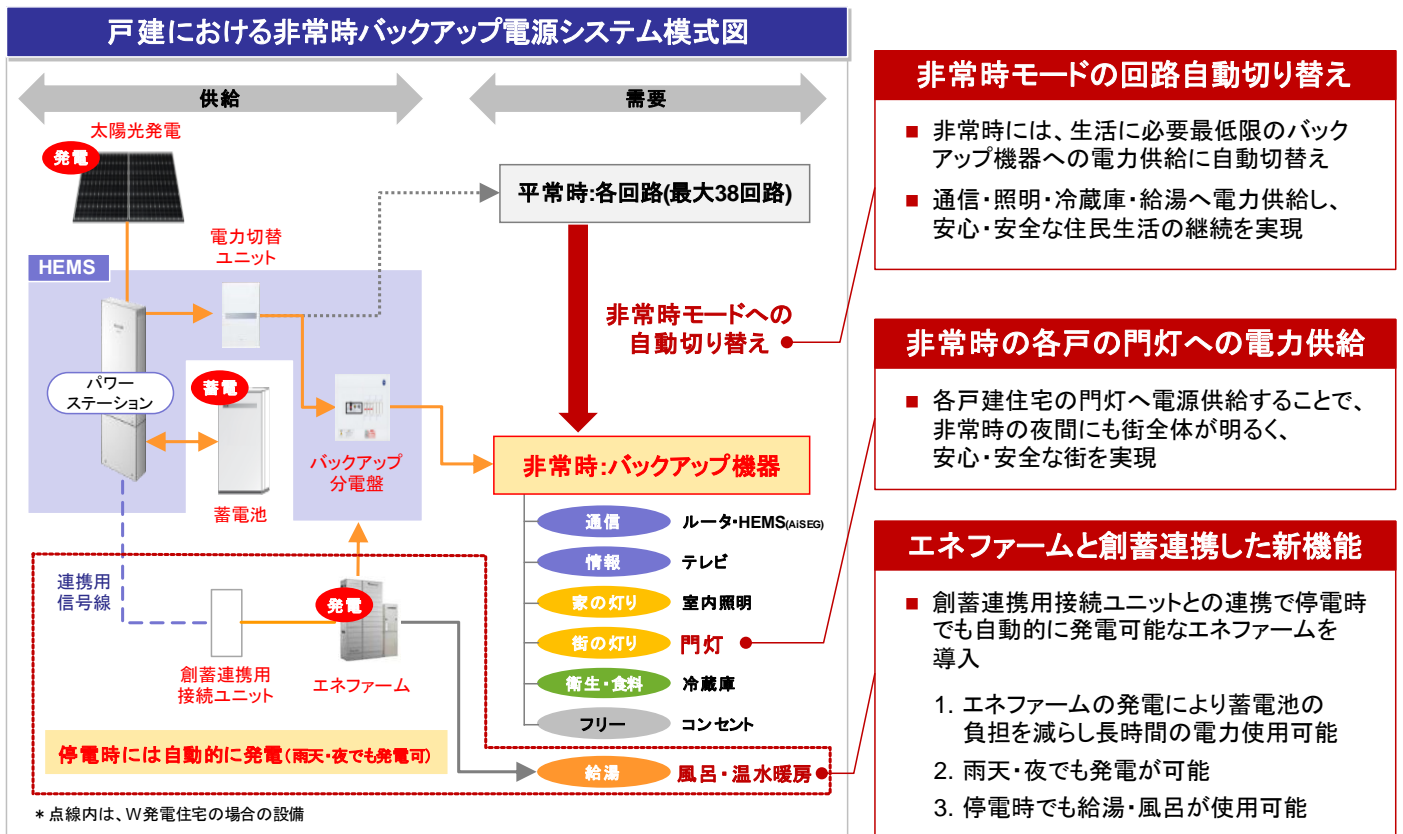 戸建における非常時バックアップ電源システム模式図
供給
需要
太陽光発電
発電
平常時:各回路(最大38回路)
電力切替
ユニット
HEMS
パワー
ステーション
蓄電
バックアップ
分電盤
蓄電池
非常時モードへの
自動切り替え
非常時:バックアップ機器
通信 ルータ・HEMS(AiSEG)
情報 テレビ
家の灯り 室内照明
街の灯り 門灯
衛生・食料 冷蔵庫
フリー コンセント
給湯 風呂・温水暖房
連携用
信号線
発電
創蓄連携用
接続ユニット
エネファーム
停電時には自動的に発電(雨天・夜でも発電可)
*点線内は、W発電住宅の場合の設備
非常時モードの回路自動切り替え
■ 非常時には、生活に必要最低限のバック
アップ機器への電力供給に自動切替え
■ 通信・照明・冷蔵庫・給湯へ電力供給し、
安心・安全な住民生活の継続を実現
非常時の各戸の門灯への電力供給
■ 各戸建住宅の門灯へ電源供給することで、
非常時の夜間にも街全体が明るく、
安心・安全な街を実現
エネファームと創蓄連携した新機能
■ 創蓄連携用接続ユニットとの連携で停電時
でも自動的に発電可能なエネファームを
導入
1. エネファームの発電により蓄電池の
負担を減らし長時間の電力使用可能
2. 雨天・夜でも発電が可能
3. 停電時でも給湯・風呂が使用可能